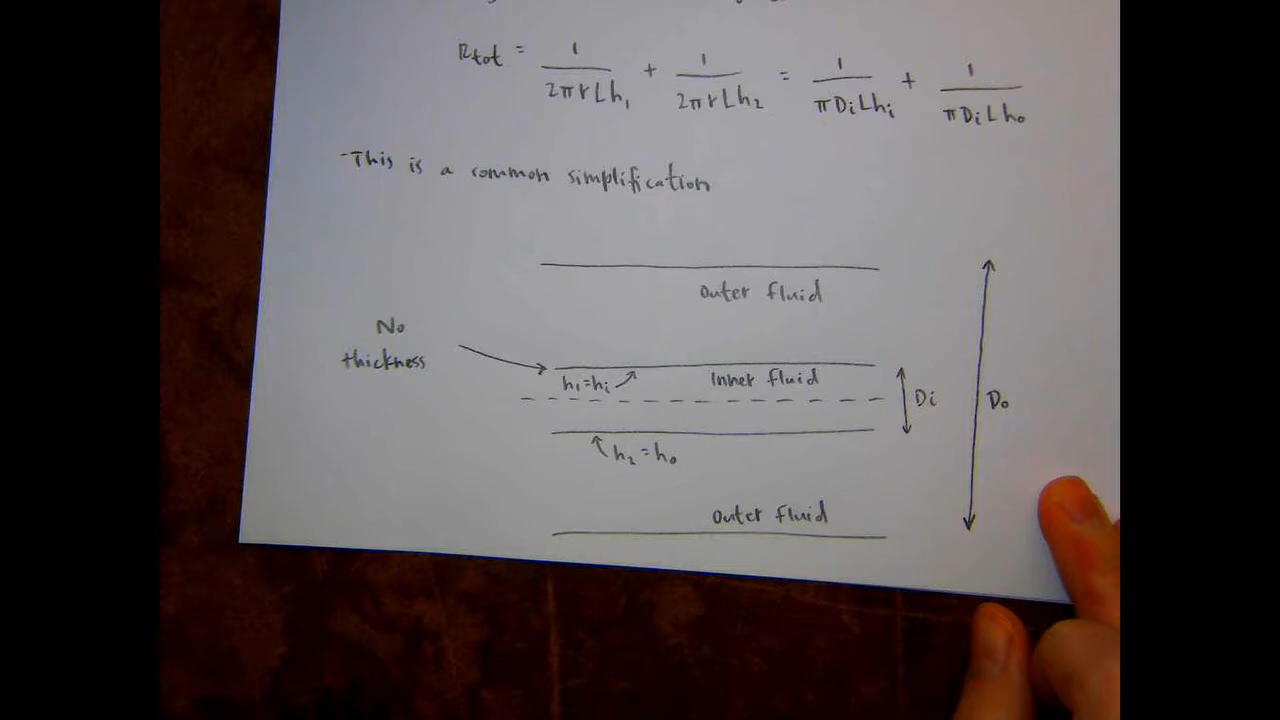 Rtot = 1/(2πrLh₁) + 1/(2πrLh₂) = 1/(πDᵢLhᵢ) + 1/(πDᵢLhₒ)
-This is a common simplification
Outer fluid
No
thickness
h₁=hᵢ
Inner fluid
Di
Do
h₂=hₒ
Outer fluid